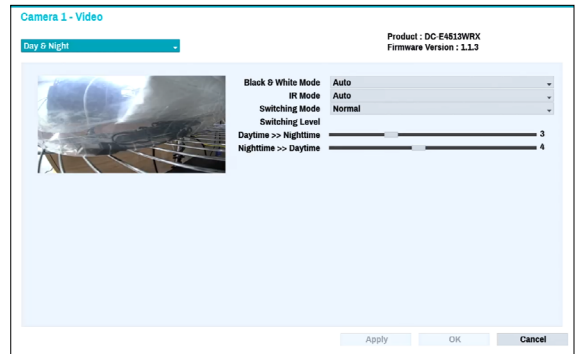 Camera 1 - Video
Day & Night
Product : DC-E4513WRX
Firmware Version : 1.1.3
Black & White Mode Auto
IR Mode Auto
Switching Mode Normal
Switching Level
Daytime >> Nighttime 3
Nighttime >> Daytime 4
Apply OK Cancel